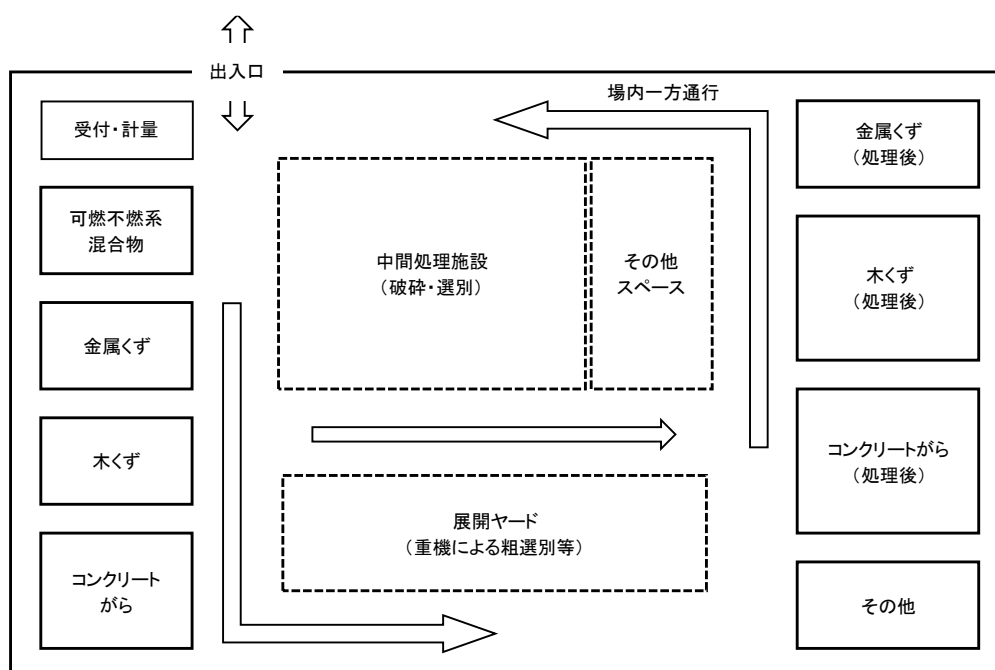 出入口
場内一方通行
受付・計量
可燃不燃系
混合物
金属くず
木くず
コンクリート
がら
中間処理施設
（破砕・選別）
その他
スペース
展開ヤード
（重機による粗選別等）
金属くず
（処理後）
木くず
（処理後）
コンクリートがら
（処理後）
その他